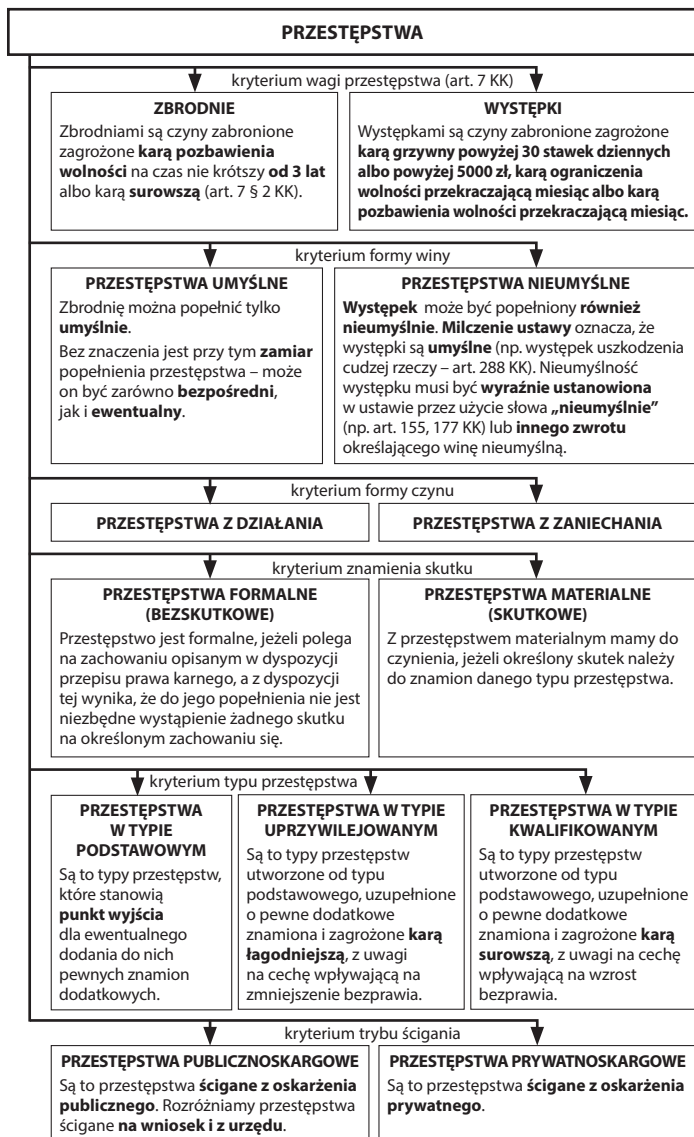 PRZESTĘPSTWA
kryterium wagi przestępstwa (art. 7 KK)
ZBRODNIE
Zbrodniami są czyny zabronione
zagrożone karą pozbawienia
wolności na czas nie krótszy od 3 lat
albo karą surowszą (art. 7 § 2 KK).
WYSTĘPKI
Występkami są czyny zabronione zagrożone
karą grzywny powyżej 30 stawek dziennych
albo powyżej 5000 zł, karą ograniczenia
wolności przekraczającą miesiąc albo karą
pozbawienia wolności przekraczającą miesiąc.
kryterium formy winy
PRZESTĘPSTWA UMYŚLNE
Zbrodnię można popełnić tylko
umyślnie.
Bez znaczenia jest przy tym zamiar
popełnienia przestępstwa – może
on być zarówno bezpośredni,
jak i ewentualny.
PRZESTĘPSTWA NIEUMYŚLNE
Występek może być popełniony również
nieumyślnie. Milczenie ustawy oznacza, że
występki są umyślne (np. występek uszkodzenia
cudzej rzeczy – art. 288 KK). Nieumyślność
występku musi być wyraźnie ustanowiona
w ustawie przez użycie słowa „nieumyślnie”
(np. art. 155, 177 KK) lub innego zwrotu
określającego winę nieumyślną.
kryterium formy czynu
PRZESTĘPSTWA Z DZIAŁANIA
PRZESTĘPSTWA Z ZANIECHANIA
kryterium znamienia skutku
PRZESTĘPSTWA FORMALNE
(BEZSKUTKOWE)
Przestępstwo jest formalne, jeżeli polega
na zachowaniu opisanym w dyspozycji
przepisu prawa karnego, a z dyspozycji
tej wynika, że do jego popełnienia nie jest
niezbędne wystąpienie żadnego skutku
na określonym zachowaniu się.
PRZESTĘPSTWA MATERIALNE
(SKUTKOWE)
Z przestępstwem materialnym mamy do
czynienia, jeżeli określony skutek należy
do znamion danego typu przestępstwa.
kryterium typu przestępstwa
PRZESTĘPSTWA
W TYPIE
PODSTAWOWYM
Są to typy przestępstw,
które stanowią
punkt wyjścia
dla ewentualnego
dodania do nich
pewnych znamion
dodatkowych.
PRZESTĘPSTWA W TYPIE
UPRZYWILEJOWANYM
Są to typy przestępstw
utworzone od typu
podstawowego, uzupełnione
o pewne dodatkowe
znamiona i zagrożone karą
łagodniejszą, z uwagi
na cechę wpływającą na
zmniejszenie bezprawia.
PRZESTĘPSTWA W TYPIE
KWALIFIKOWANYM
Są to typy przestępstw
utworzone od typu
podstawowego, uzupełnione
o pewne dodatkowe
znamiona i zagrożone karą
surowszą, z uwagi na cechę
wpływającą na wzrost
bezprawia.
kryterium trybu ścigania
PRZESTĘPSTWA PUBLICZNOSKARGOWE
Są to przestępstwa ścigane z oskarżenia
publicznego. Rozróżniamy przestępstwa
ścigane na wniosek i z urzędu.
PRZESTĘPSTWA PRYWATNOSKARGOWE
Są to przestępstwa ścigane z oskarżenia
prywatnego.